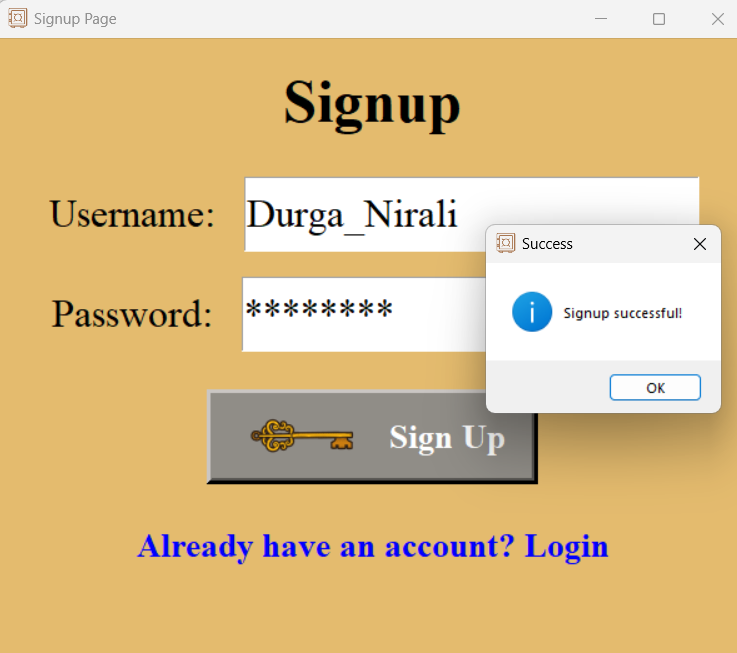 Signup Page
Signup
Username: Durga_Nirali
Password: ********
Sign Up
Already have an account? Login
Success
Signup successful!
OK